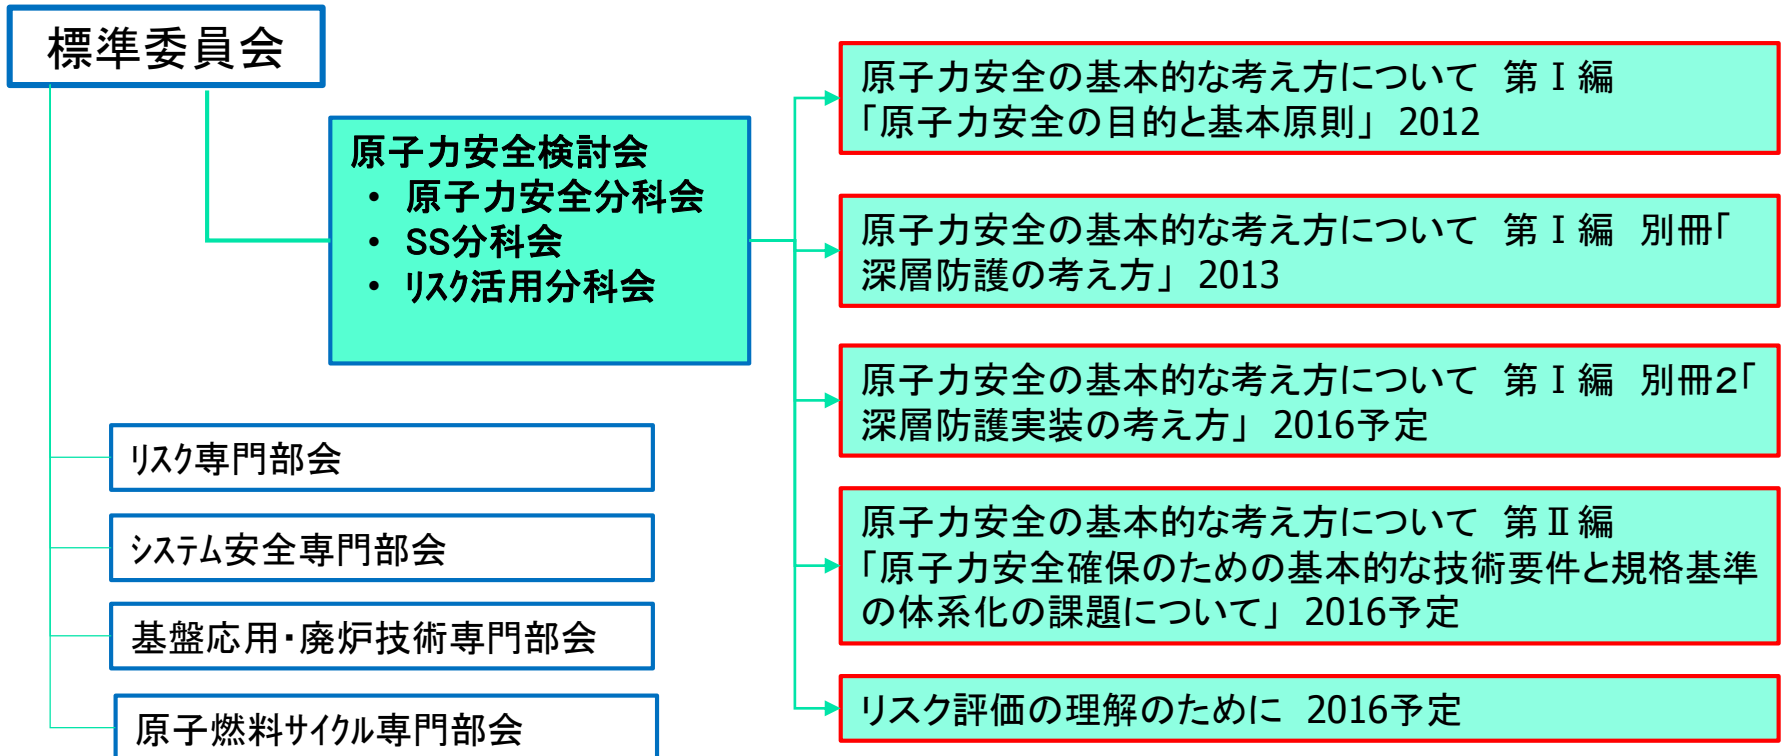 標準委員会
原子力安全検討会
・ 原子力安全分科会
・ SS分科会
・ ﾘｽｸ活用分科会
ﾘｽｸ専門部会
ｼｽﾃﾑ安全専門部会
基盤応用・廃炉技術専門部会
原子燃料ｻｲｸﾙ専門部会
原子力安全の基本的な考え方について 第Ⅰ編
「原子力安全の目的と基本原則」 2012
原子力安全の基本的な考え方について 第Ⅰ編 別冊「
深層防護の考え方」 2013
原子力安全の基本的な考え方について 第Ⅰ編 別冊2「
深層防護実装の考え方」 2016予定
原子力安全の基本的な考え方について 第Ⅱ編
「原子力安全確保のための基本的な技術要件と規格基準
の体系化の課題について」 2016予定
リスク評価の理解のために 2016予定